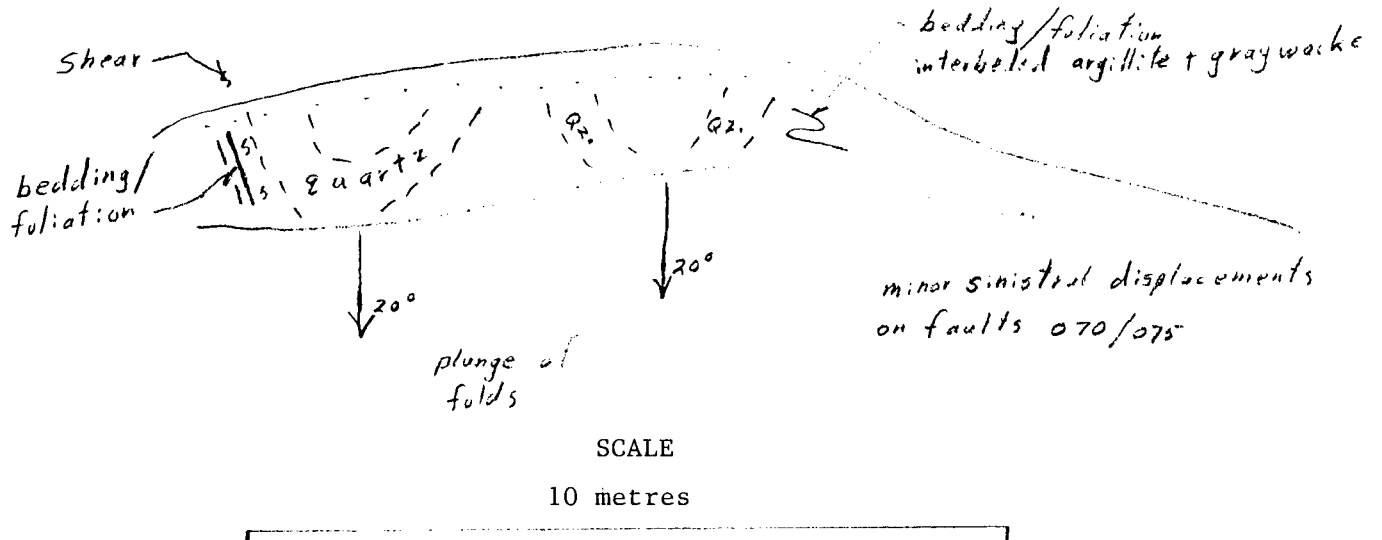 Shear
s
bedding/foliation
interbeded argillite + graywacke
bedding/
foliation
s
s
quartz
Qz.
Qz.
20°
20°
minor sinistral displacements
on faults 070/075
plunge of
folds
SCALE
10 metres